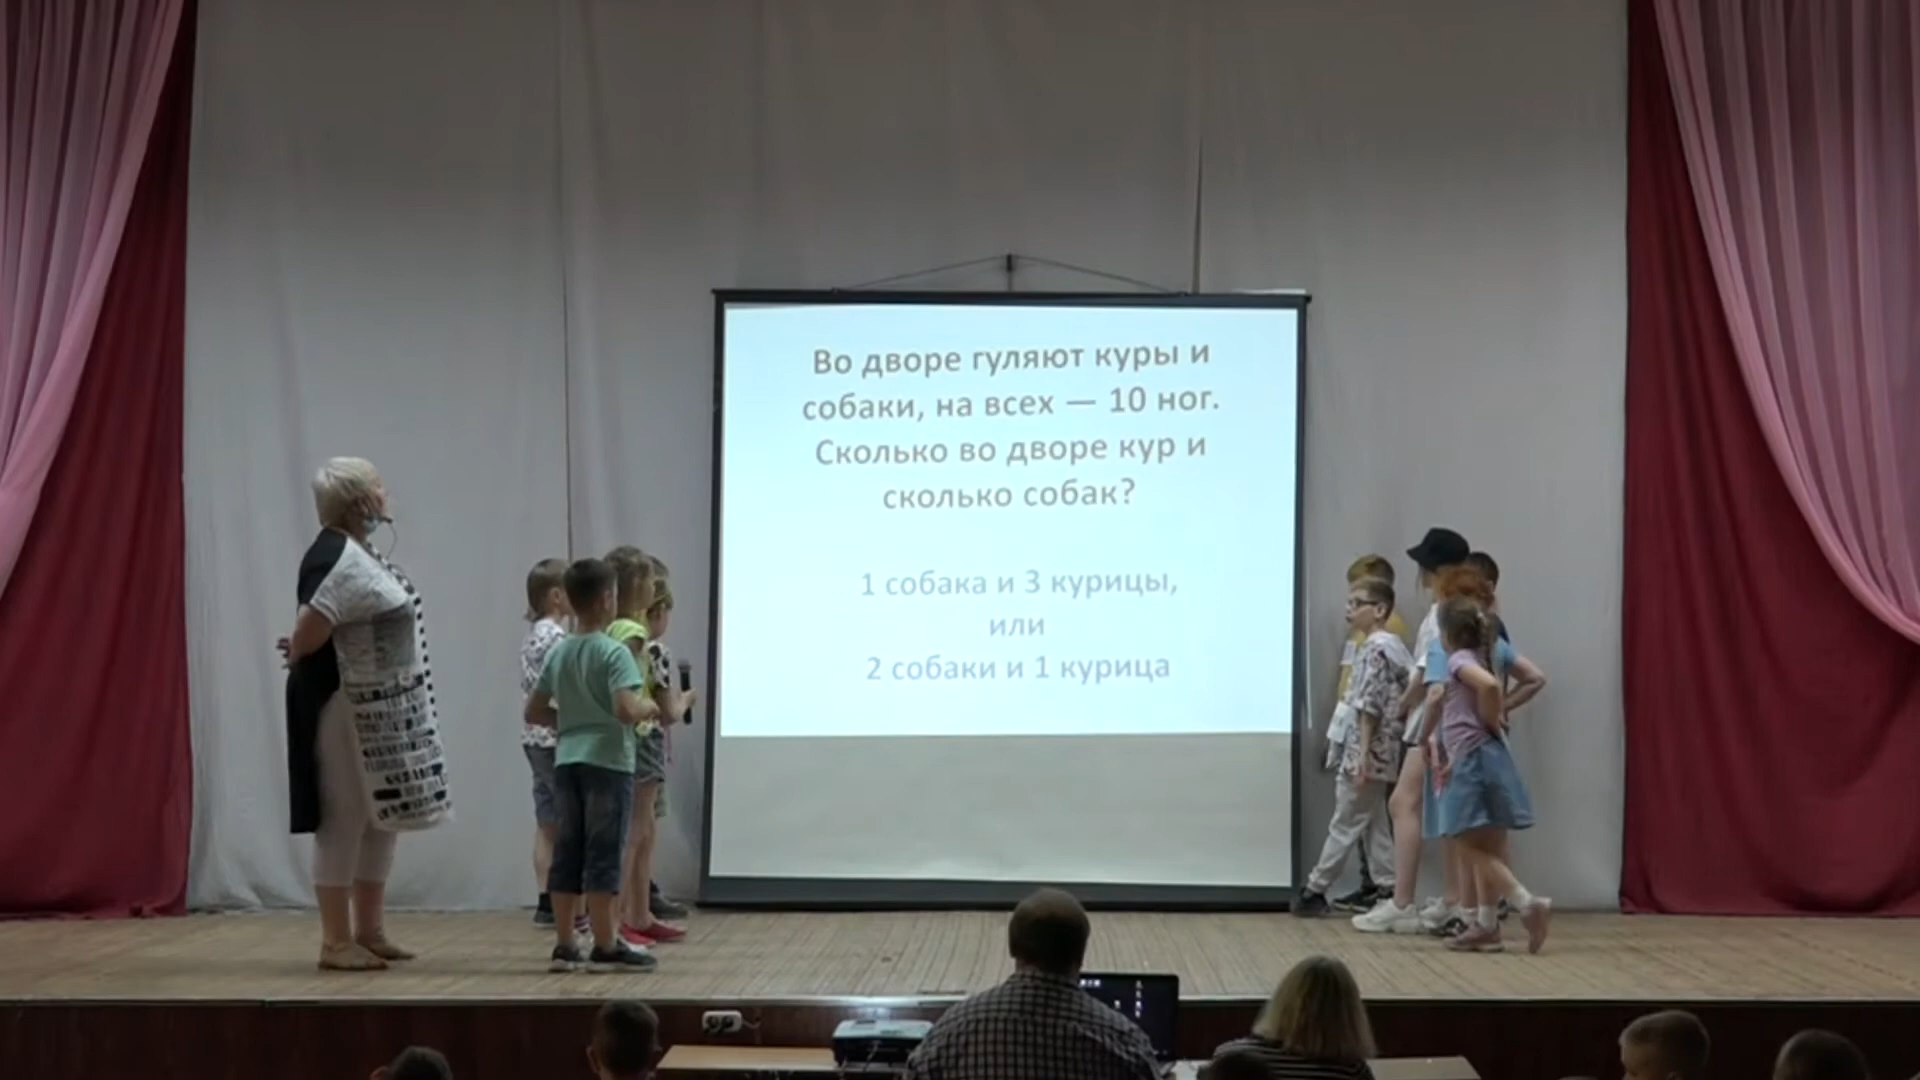 Во дворе гуляют куры и
собаки, на всех — 10 ног.
Сколько во дворе кур и
сколько собак?
1 собака и 3 курицы,
или
2 собаки и 1 курица